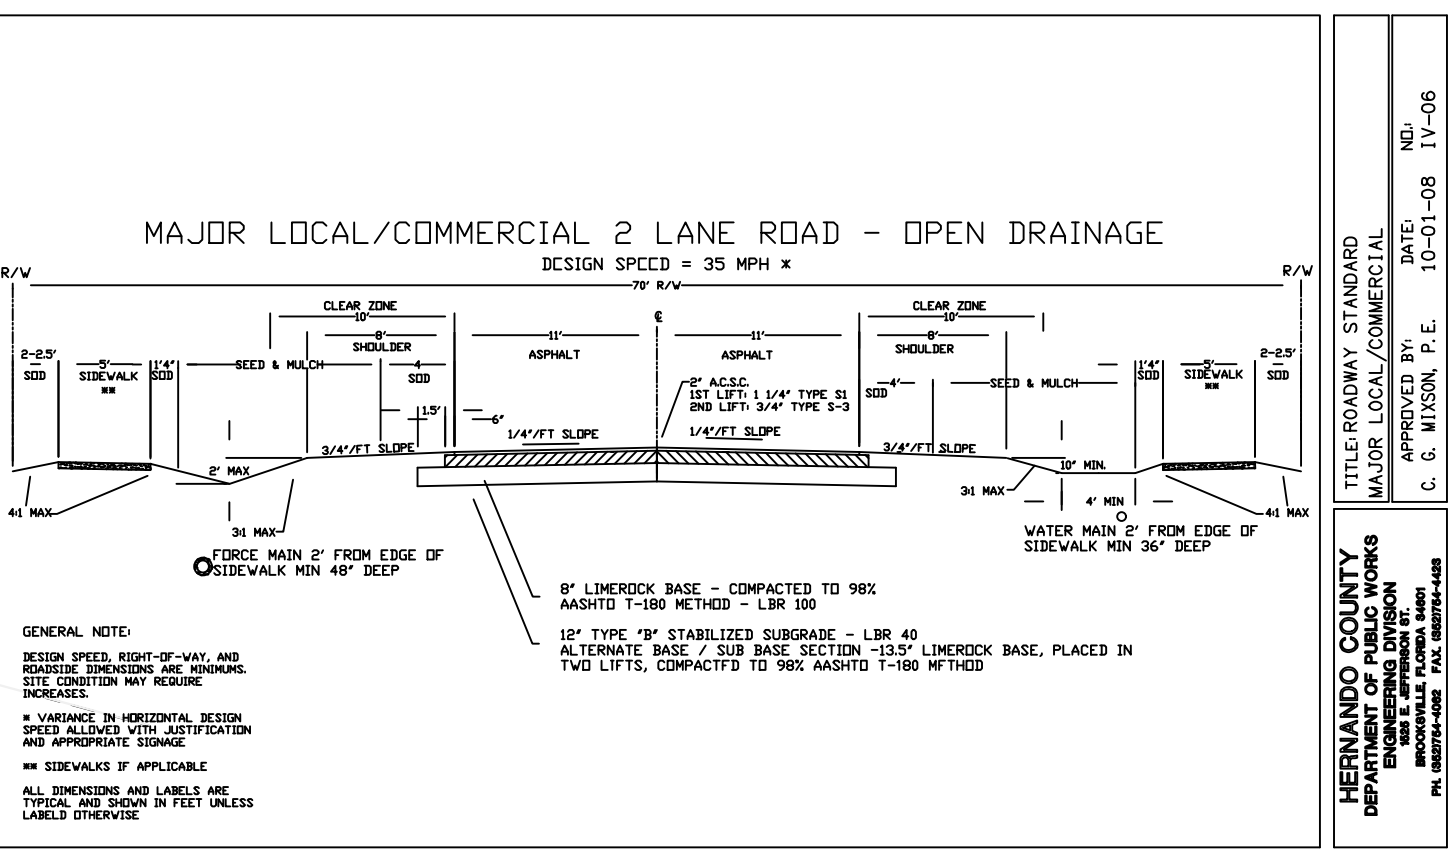 MAJOR LOCAL/COMMERCIAL 2 LANE ROAD - OPEN DRAINAGE
DESIGN SPEED = 35 MPH *
R/W
R/W
70' R/W
CLEAR ZONE
10'
CLEAR ZONE
10'
℄
8'
SHOULDER
11'
ASPHALT
11'
ASPHALT
8'
SHOULDER
2-2.5'
SOD
5'
SIDEWALK
**
1'4"
SOD
SEED & MULCH
4
SOD
2" A.C.S.C.
1ST LIFT: 1 1/4" TYPE S1
2ND LIFT: 3/4" TYPE S-3
4'
SOD
SEED & MULCH
1'4"
SOD
5'
SIDEWALK
**
2-2.5'
SOD
1.5'
6"
1/4"/FT SLOPE
1/4"/FT SLOPE
3/4"/FT SLOPE
3/4"/FT SLOPE
2' MAX
10" MIN.
4:1 MAX
3:1 MAX
3:1 MAX
4' MIN
4:1 MAX
FORCE MAIN 2' FROM EDGE OF
SIDEWALK MIN 48" DEEP
WATER MAIN 2' FROM EDGE OF
SIDEWALK MIN 36" DEEP
8" LIMEROCK BASE - COMPACTED TO 98%
AASHTO T-180 METHOD - LBR 100
12" TYPE "B" STABILIZED SUBGRADE - LBR 40
ALTERNATE BASE / SUB BASE SECTION -13.5" LIMEROCK BASE, PLACED IN
TWO LIFTS, COMPACTED TO 98% AASHTO T-180 METHOD
GENERAL NOTE:
DESIGN SPEED, RIGHT-OF-WAY, AND
ROADSIDE DIMENSIONS ARE MINIMUMS.
SITE CONDITION MAY REQUIRE
INCREASES.
* VARIANCE IN HORIZONTAL DESIGN
SPEED ALLOWED WITH JUSTIFICATION
AND APPROPRIATE SIGNAGE
** SIDEWALKS IF APPLICABLE
ALL DIMENSIONS AND LABELS ARE
TYPICAL AND SHOWN IN FEET UNLESS
LABELD OTHERWISE
TITLE: ROADWAY STANDARD
MAJOR LOCAL/COMMERCIAL
APPROVED BY: DATE: NO.:
C. G. MIXSON, P.E. 10-01-08 IV-06
HERNANDO COUNTY
DEPARTMENT OF PUBLIC WORKS
ENGINEERING DIVISION
1525 E. JEFFERSON ST.
BROOKSVILLE, FLORIDA 34601
PH. (352)754-4062 FAX. (352)754-4423